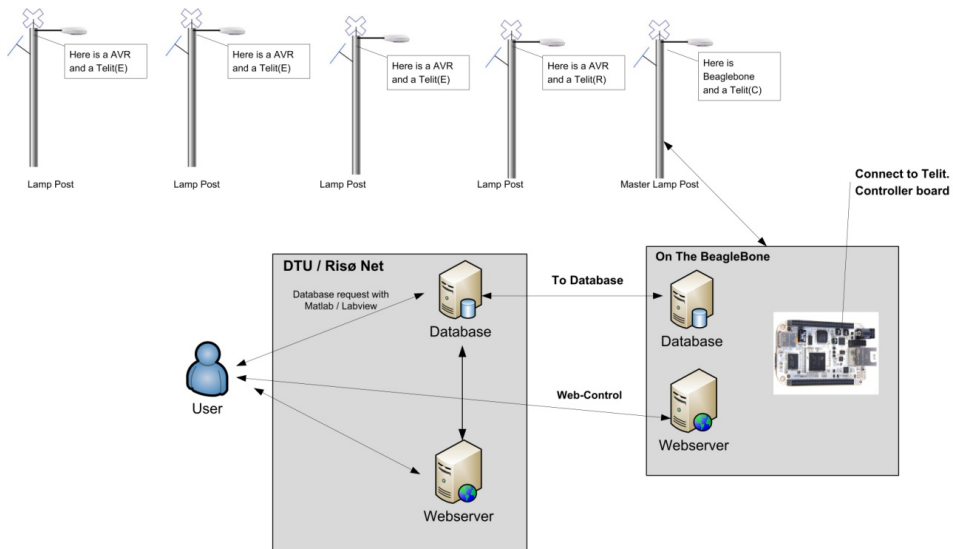 Here is a AVR
and a Telit(E)
Here is a AVR
and a Telit(E)
Here is a AVR
and a Telit(E)
Here is a AVR
and a Telit(R)
Here is
Beaglebone
and a Telit(C)
Lamp Post
Lamp Post
Lamp Post
Lamp Post
Master Lamp Post
Connect to Telit.
Controller board
DTU / Risø Net
Database request with
Matlab / Labview
Database
To Database
On The BeagleBone
Database
User
Web-Control
Webserver
Webserver